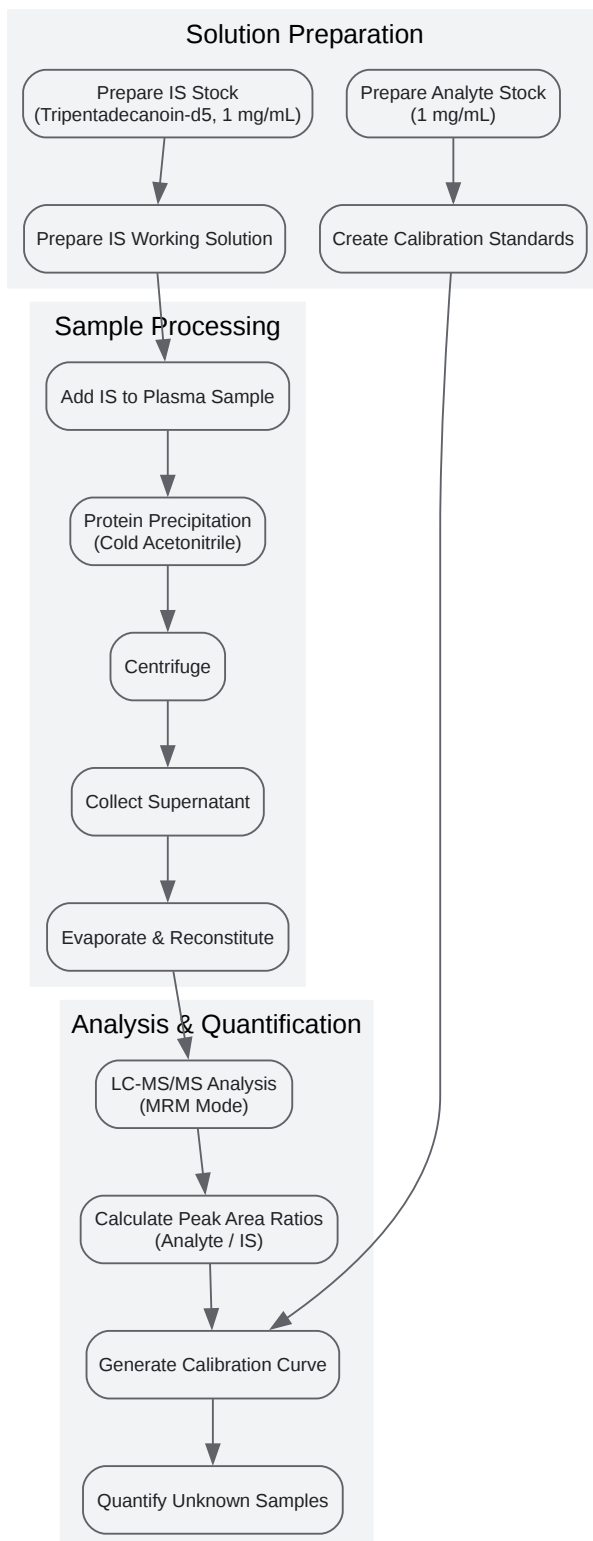 Solution Preparation
Prepare IS Stock
(Tripentadecanoin-d5, 1 mg/mL)
Prepare Analyte Stock
(1 mg/mL)
Prepare IS Working Solution
Create Calibration Standards
Sample Processing
Add IS to Plasma Sample
Protein Precipitation
(Cold Acetonitrile)
Centrifuge
Collect Supernatant
Evaporate & Reconstitute
Analysis & Quantification
LC-MS/MS Analysis
(MRM Mode)
Calculate Peak Area Ratios
(Analyte / IS)
Generate Calibration Curve
Quantify Unknown Samples